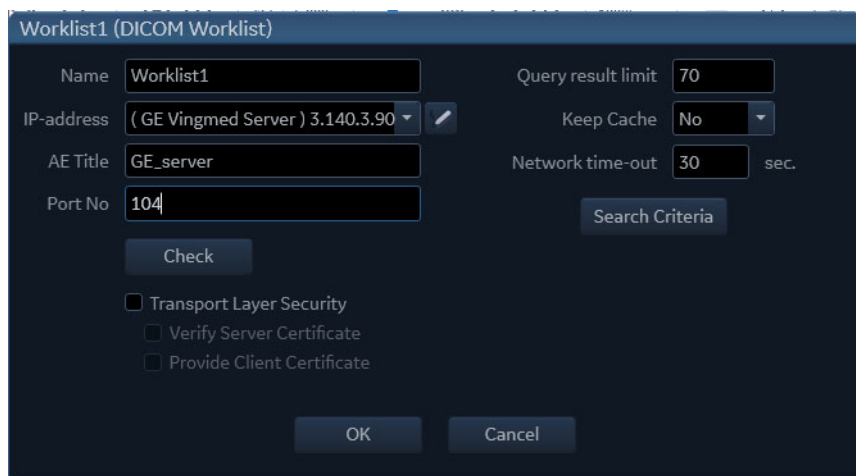 Worklist1 (DICOM Worklist)
Name Worklist1
Query result limit 70
IP-address ( GE Vingmed Server ) 3.140.3.90
Keep Cache No
AE Title GE_server
Network time-out 30 sec.
Port No 104
Search Criteria
Check
Transport Layer Security
Verify Server Certificate
Provide Client Certificate
OK Cancel